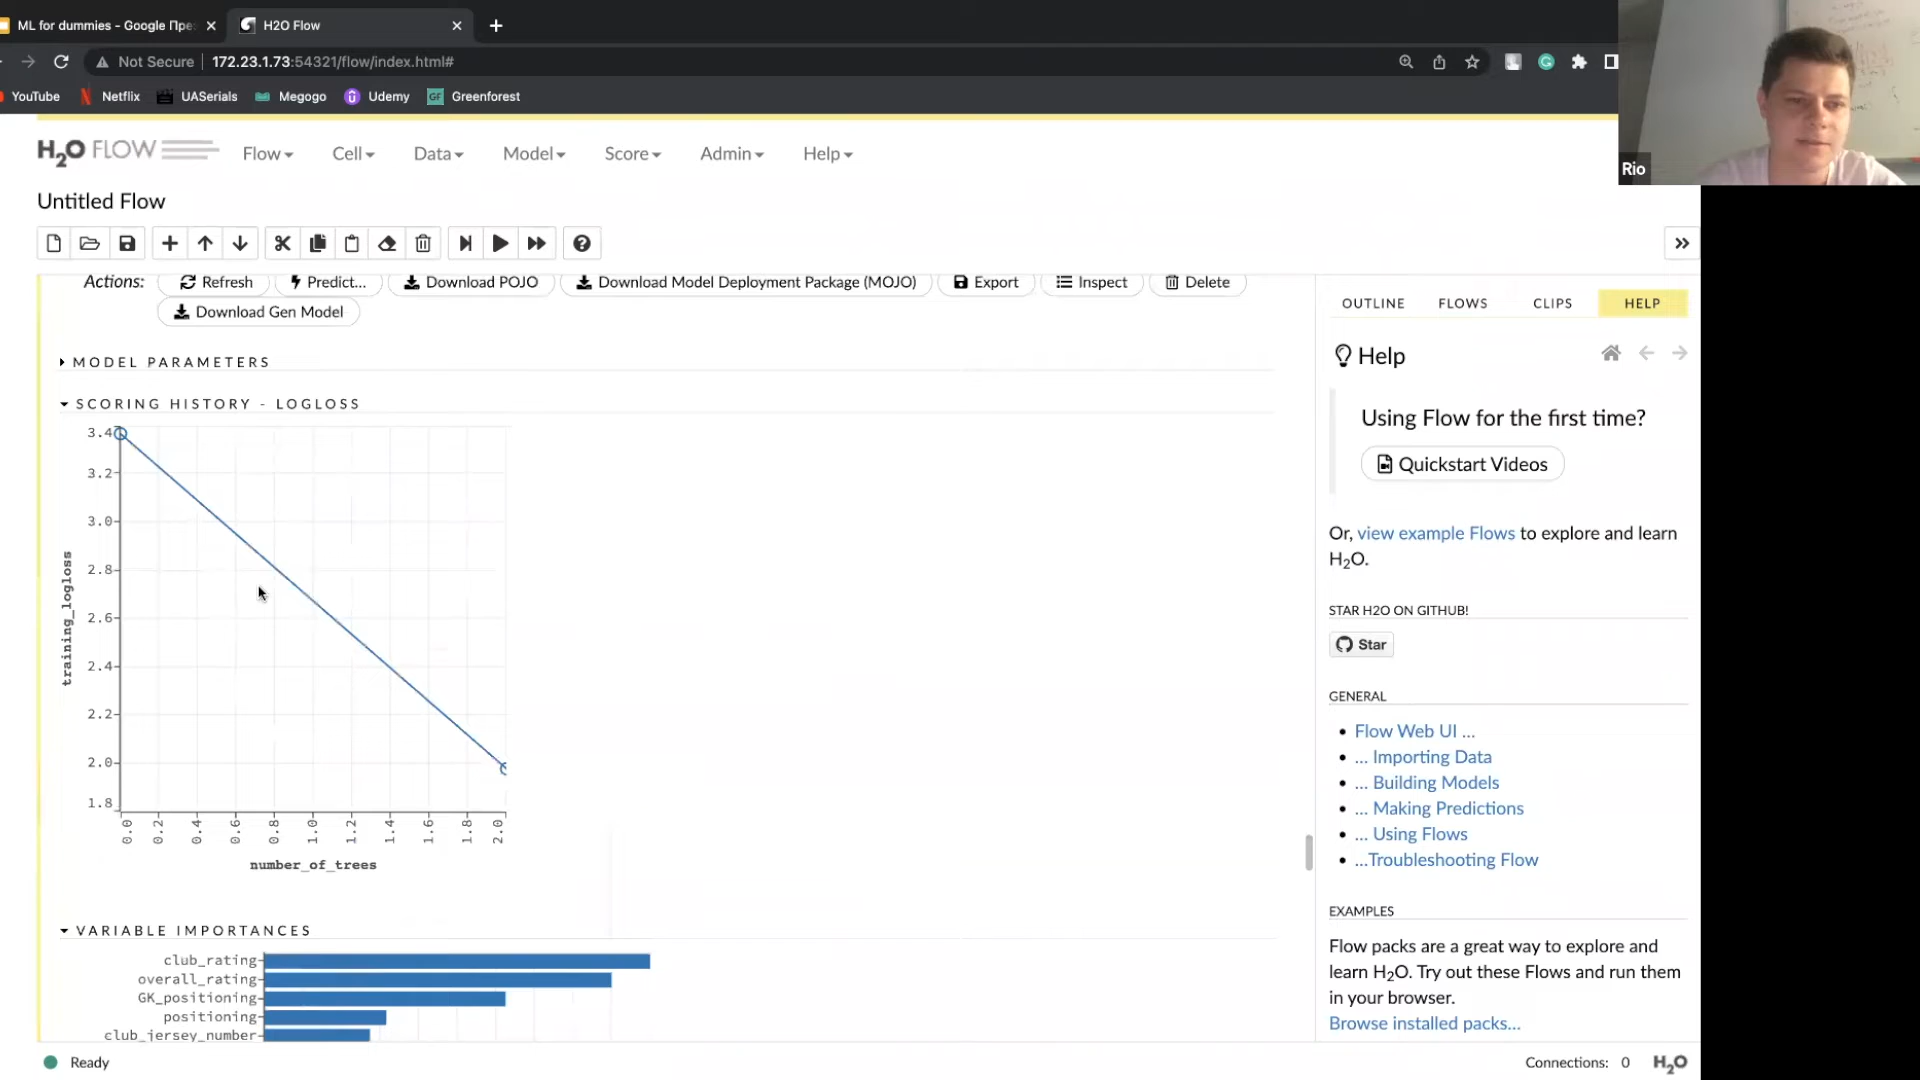 ML for dummies - Google Пре
H2O Flow
Not Secure
172.23.1.73:54321/flow/index.html#
YouTube
Netflix
UASerials
Megogo
Udemy
GF
Greenforest
Rio
H2O FLOW
Flow
Cell
Data
Model
Score
Admin
Help
Untitled Flow
Actions:
Refresh
Predict...
Download POJO
Download Model Deployment Package (MOJO)
Export
Inspect
Delete
Download Gen Model
MODEL PARAMETERS
SCORING HISTORY - LOGLOSS
3.4
3.2
3.0
2.8
2.6
2.4
2.2
2.0
1.8
training_logloss
0.0 0.2 0.4 0.6 0.8 1.0 1.2 1.4 1.6 1.8 2.0
number_of_trees
VARIABLE IMPORTANCES
club_rating
overall_rating
GK_positioning
positioning
club_jersey_number
OUTLINE
FLOWS
CLIPS
HELP
Help
Using Flow for the first time?
Quickstart Videos
Or, view example Flows to explore and learn
H2O.
STAR H2O ON GITHUB!
Star
GENERAL
• Flow Web UI ...
• ... Importing Data
• ... Building Models
• ... Making Predictions
• ... Using Flows
• ...Troubleshooting Flow
EXAMPLES
Flow packs are a great way to explore and
learn H2O. Try out these Flows and run them
in your browser.
Browse installed packs...
Ready
Connections: 0
H2O